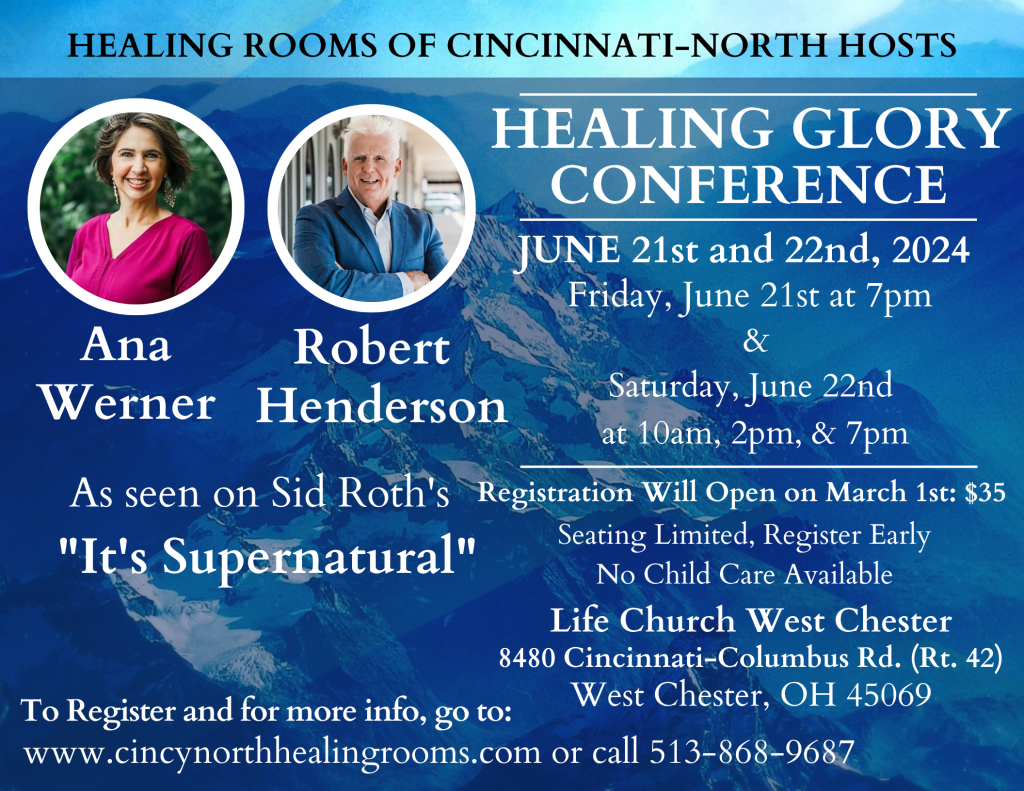 HEALING ROOMS OF CINCINNATI-NORTH HOSTS
HEALING GLORY
CONFERENCE
JUNE 21st and 22nd, 2024
Friday, June 21st at 7pm
&
Saturday, June 22nd
at 10am, 2pm, & 7pm
Ana
Werner
Robert
Henderson
As seen on Sid Roth's
"It's Supernatural"
Registration Will Open on March 1st: $35
Seating Limited, Register Early
No Child Care Available
Life Church West Chester
8480 Cincinnati-Columbus Rd. (Rt. 42)
West Chester, OH 45069
To Register and for more info, go to:
www.cincynorthhealingrooms.com or call 513-868-9687